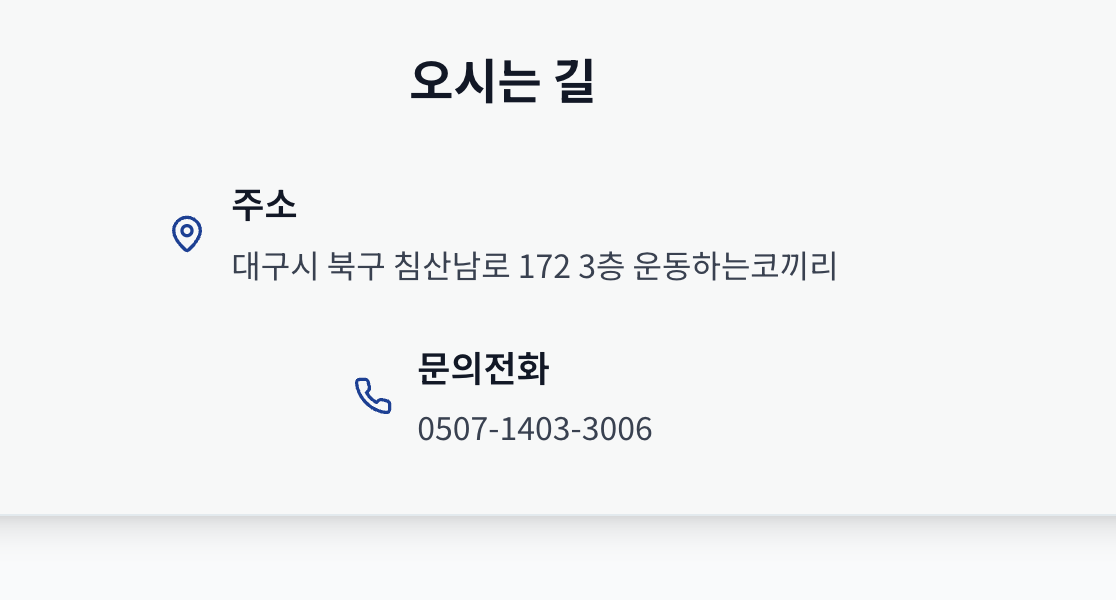 오시는 길
주소
대구시 북구 침산남로 172 3층 운동하는코끼리
문의전화
0507-1403-3006